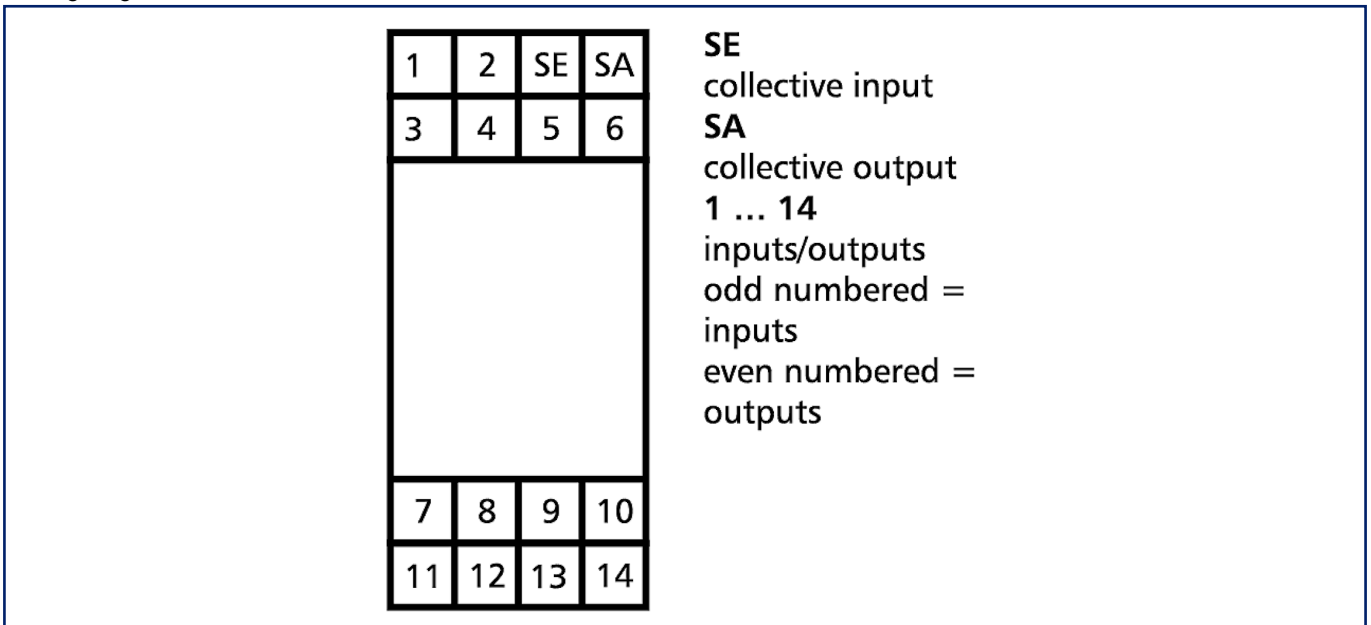 1 2 SE SA
3 4 5 6
7 8 9 10
11 12 13 14
SE
collective input
SA
collective output
1 ... 14
inputs/outputs
odd numbered =
inputs
even numbered =
outputs